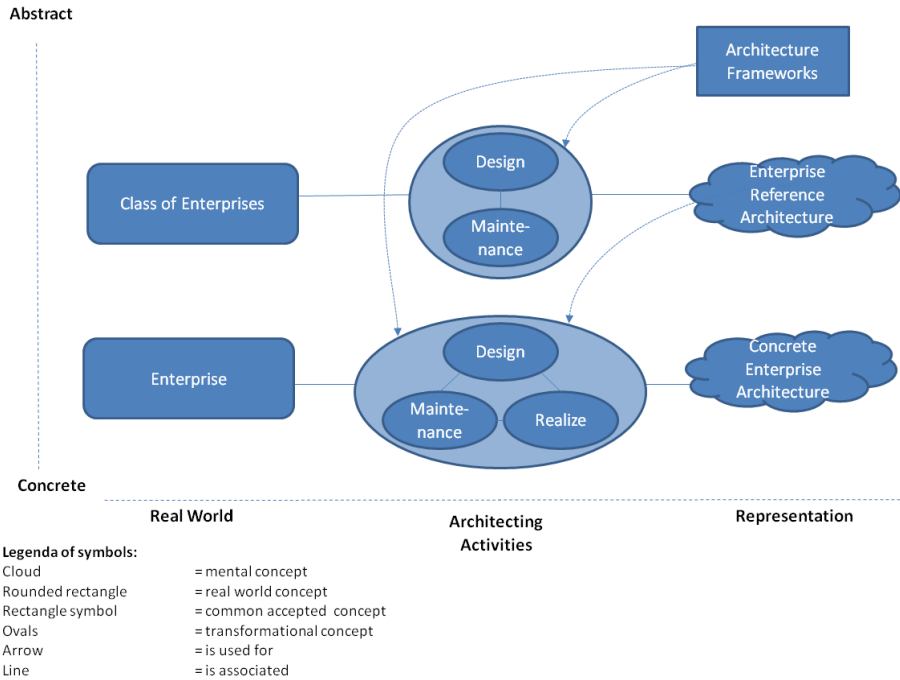 Abstract
Architecture
Frameworks
Design
Mainte-
nance
Class of Enterprises
Enterprise
Reference
Architecture
Design
Mainte-
nance
Realize
Enterprise
Concrete
Enterprise
Architecture
Concrete
Real World
Architecting
Activities
Representation
Legenda of symbols:
Cloud = mental concept
Rounded rectangle = real world concept
Rectangle symbol = common accepted concept
Ovals = transformational concept
Arrow = is used for
Line = is associated